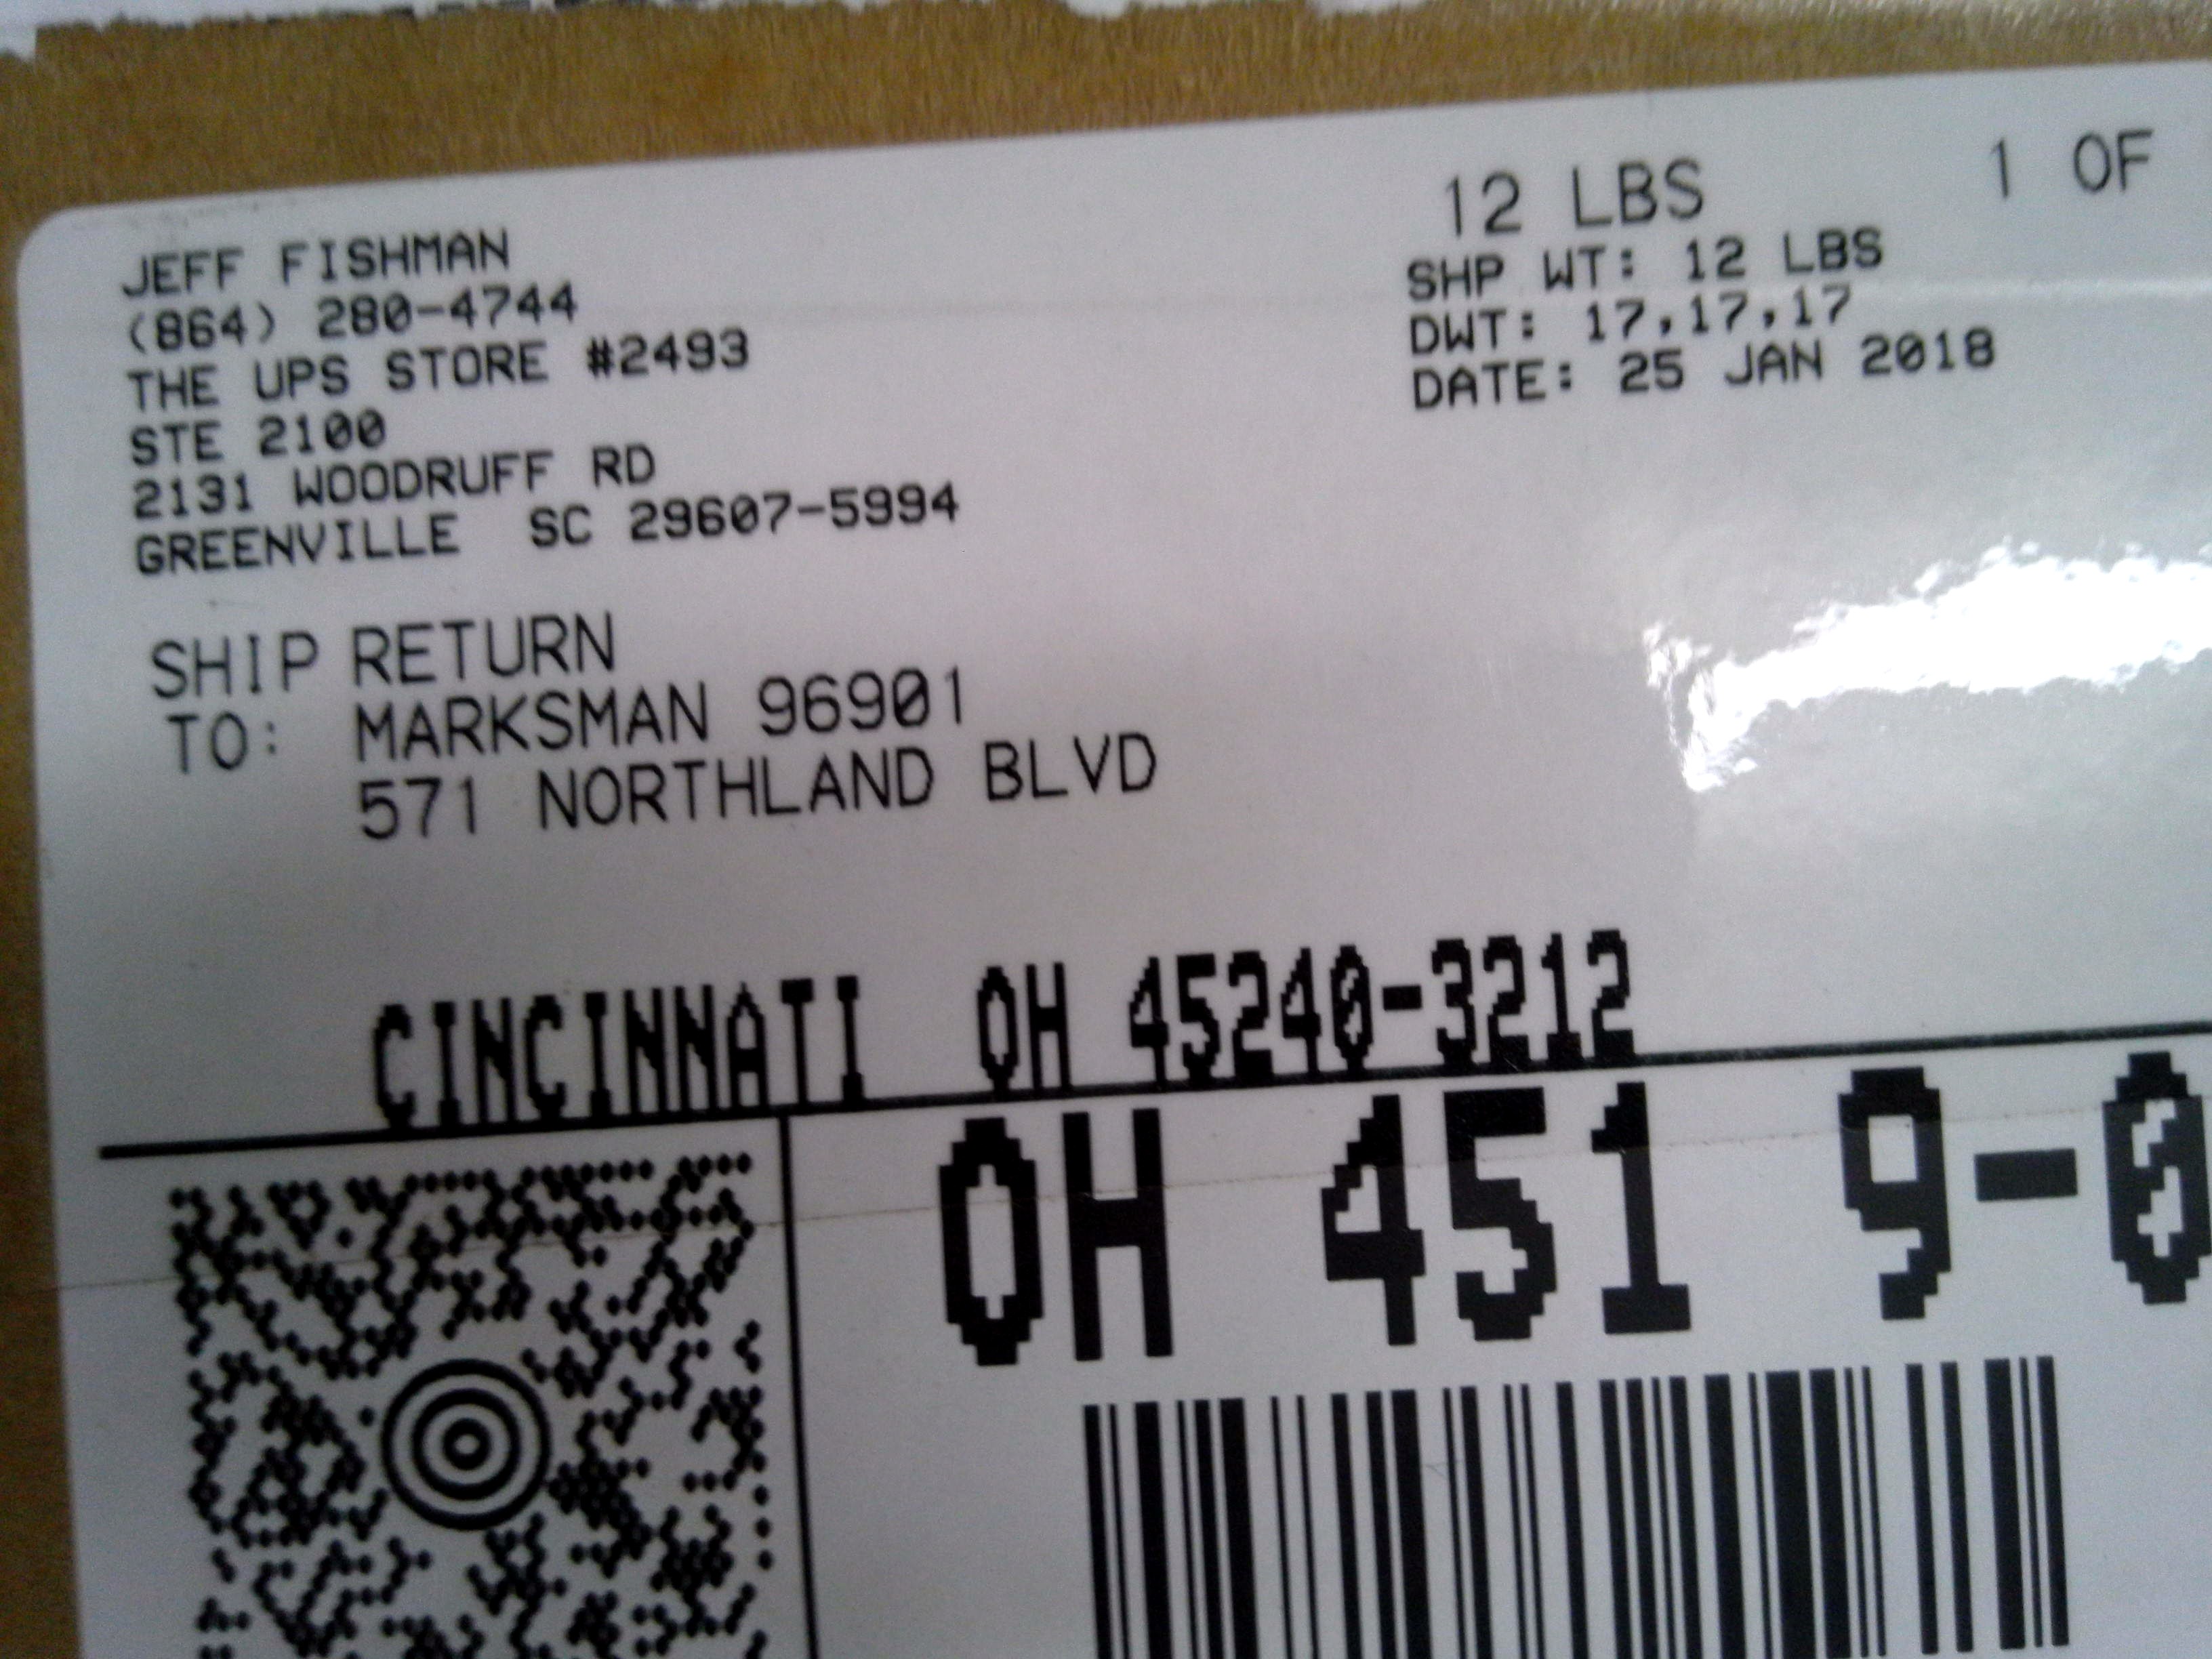 JEFF FISHMAN
(864) 280-4744
THE UPS STORE #2493
STE 2100
2131 WOODRUFF RD
GREENVILLE SC 29607-5994
12 LBS 1 OF
SHP WT: 12 LBS
DWT: 17,17,17
DATE: 25 JAN 2018
SHIP RETURN
TO: MARKSMAN 96901
571 NORTHLAND BLVD
CINCINNATI OH 45240-3212
OH 451 9-0